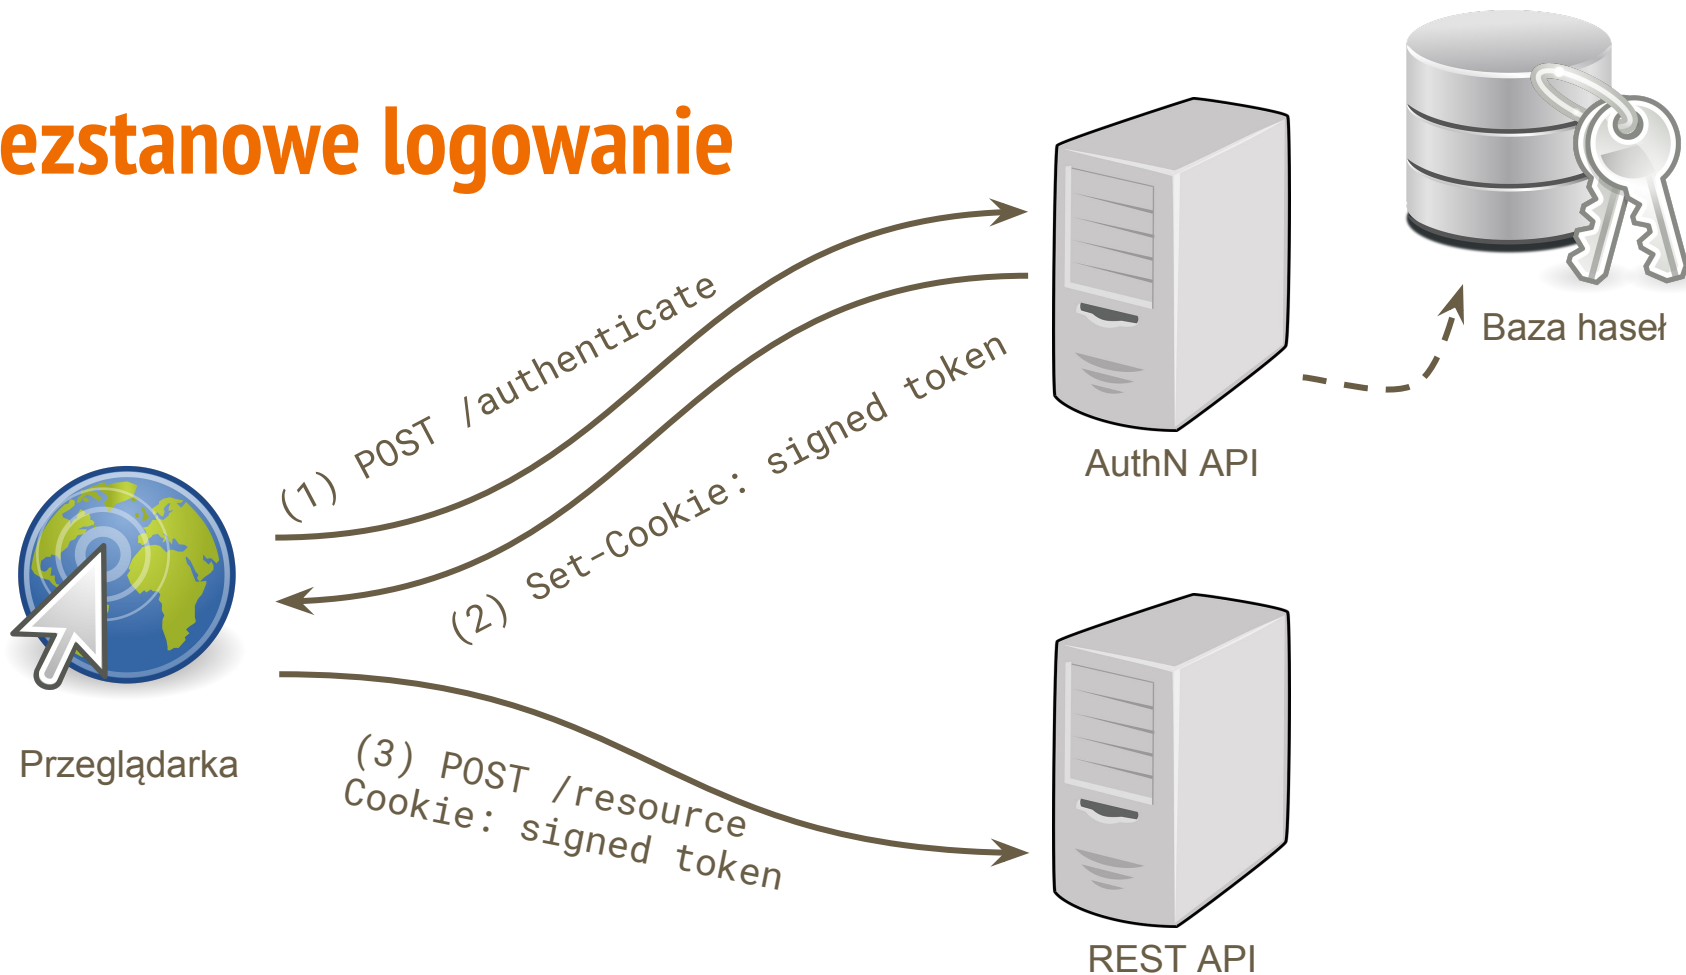 ezstanowe logowanie
(1) POST /authenticate
(2) Set-Cookie: signed token
Baza haseł
AuthN API
Przeglądarka
(3) POST /resource
Cookie: signed token
REST API